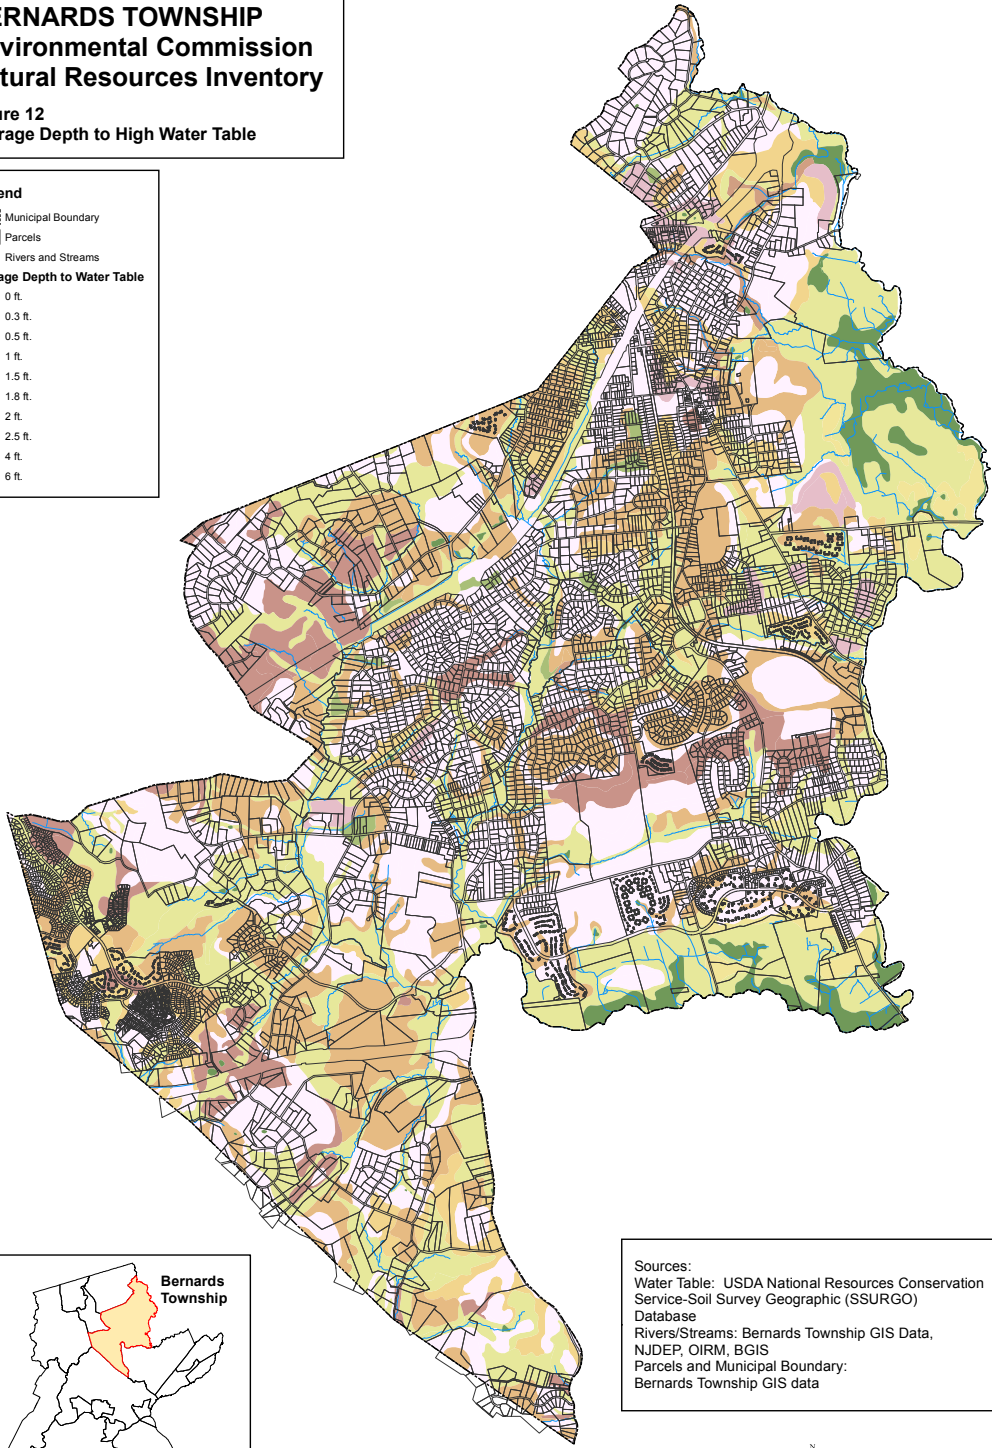 ERNARDS TOWNSHIP
vironmental Commission
tural Resources Inventory
ure 12
rage Depth to High Water Table
end
Municipal Boundary
Parcels
Rivers and Streams
age Depth to Water Table
0 ft.
0.3 ft.
0.5 ft.
1 ft.
1.5 ft.
1.8 ft.
2 ft.
2.5 ft.
4 ft.
6 ft.
Bernards
Township
Sources:
Water Table: USDA National Resources Conservation
Service-Soil Survey Geographic (SSURGO)
Database
Rivers/Streams: Bernards Township GIS Data,
NJDEP, OIRM, BGIS
Parcels and Municipal Boundary:
Bernards Township GIS data
N